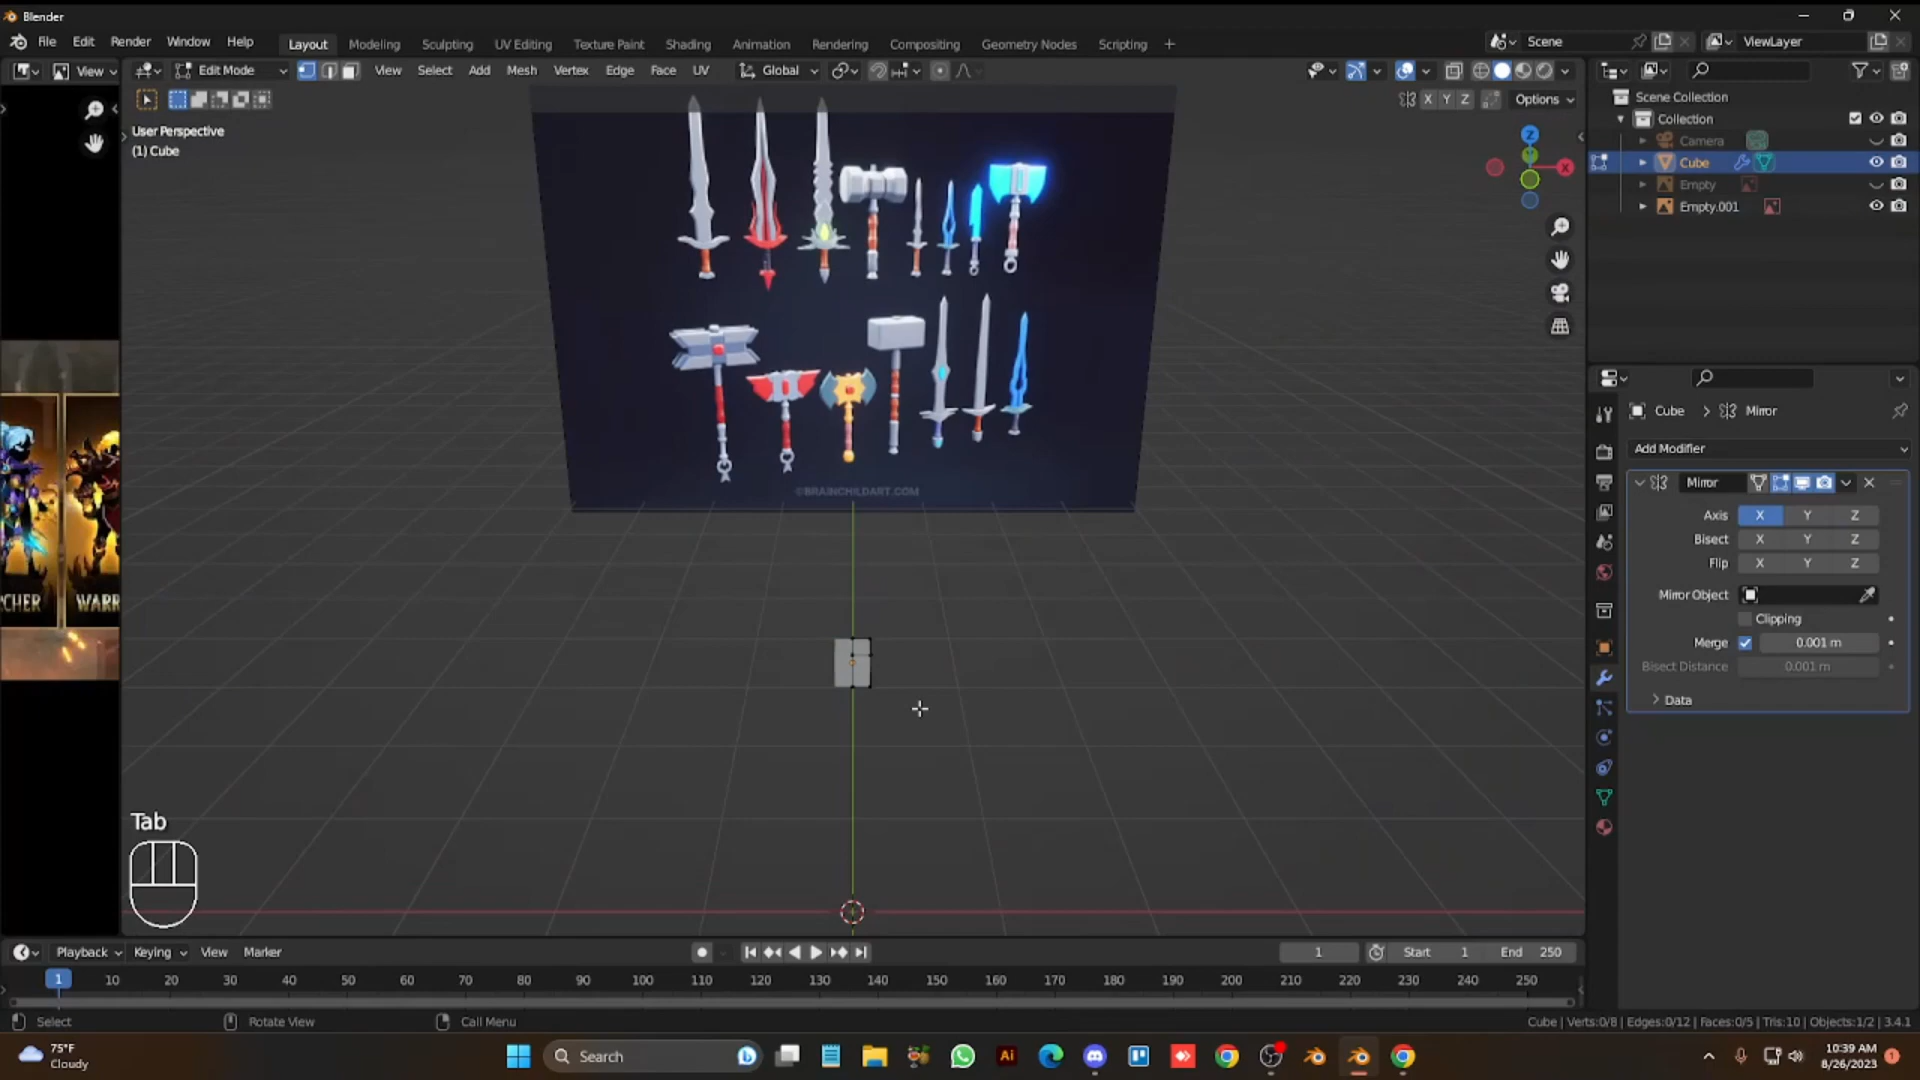 Blender
File Edit Render Window Help
Layout Modeling Sculpting UV Editing Texture Paint Shading Animation Rendering Compositing Geometry Nodes Scripting +
Scene
ViewLayer
View
Edit Mode
View Select Add Mesh Vertex Edge Face UV
Global
X Y Z
Options
User Perspective
(1) Cube
Z
X
Scene Collection
Collection
Camera
Cube
Empty
Empty.001
©BRAINCHILDART.COM
CHER
WARR
Cube > Mirror
Add Modifier
Mirror
Axis X Y Z
Bisect X Y Z
Flip X Y Z
Mirror Object
Clipping
Merge 0.001 m
Bisect Distance 0.001 m
Data
Tab
Playback Keying View Marker
1
Start 1
End 250
1 10 20 30 40 50 60 70 80 90 100 110 120 130 140 150 160 170 180 190 200 210 220 230 240 250
Select
Rotate View
Call Menu
Cube | Verts:0/8 | Edges:0/12 | Faces:0/5 | Tris:10 | Objects:1/2 | 3.4.1
75°F
Cloudy
Search
Ai
10:39 AM
8/26/2023
1